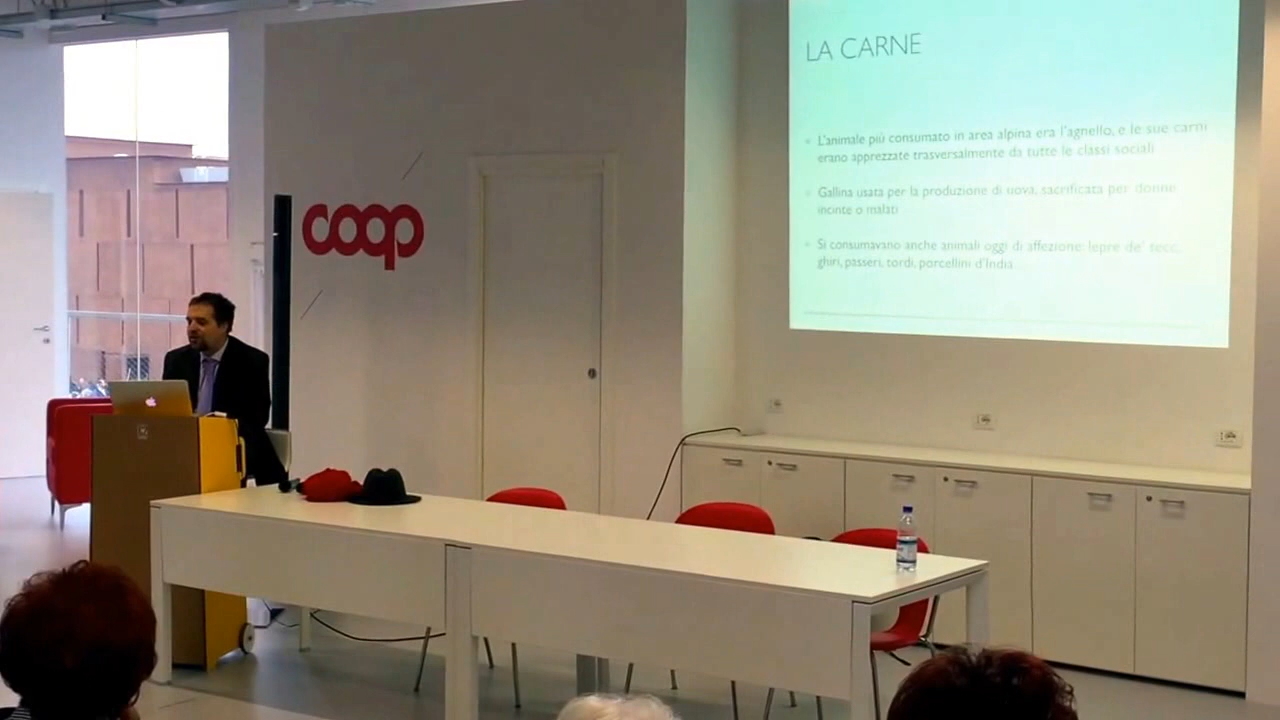 LA CARNE
L'animale più consumato in area alpina era l'agnello, e le sue carni
erano apprezzate trasversalmente da tutte le classi sociali
Gallina usata per la produzione di uova, sacrificata per donne
incinte o malati
Si consumavano anche animali oggi di affezione: lepre de' tecc,
ghiri, passeri, tordi, porcellini d'India
coop